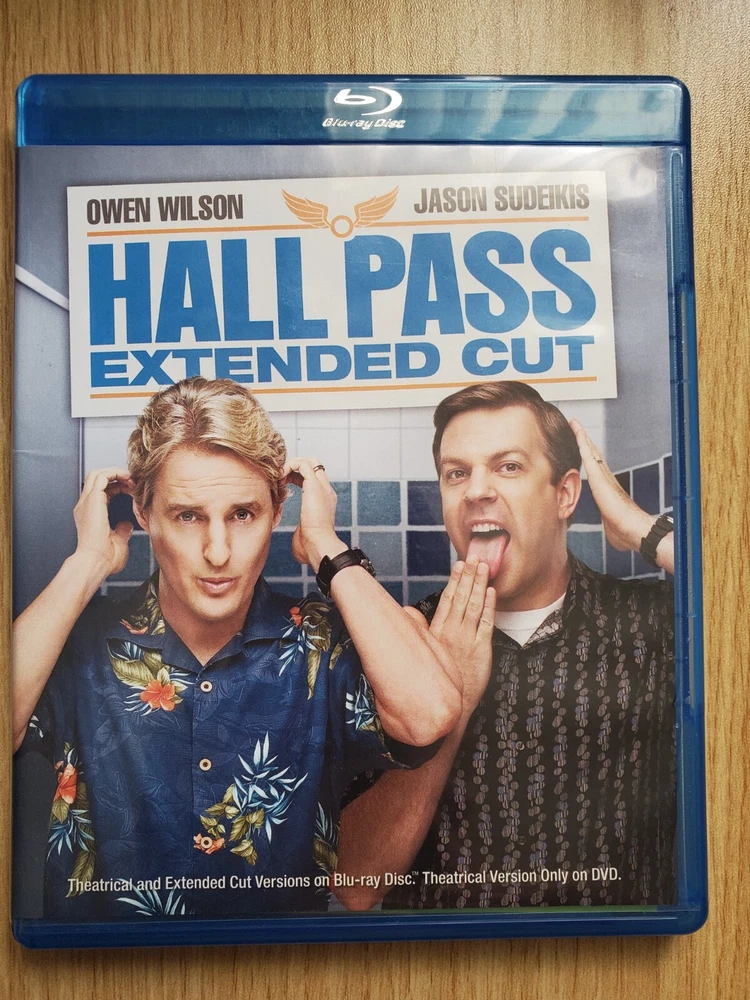 Blu-ray Disc
OWEN WILSON JASON SUDEIKIS
HALL PASS
EXTENDED CUT
Theatrical and Extended Cut Versions on Blu-ray Disc.™ Theatrical Version Only on DVD.